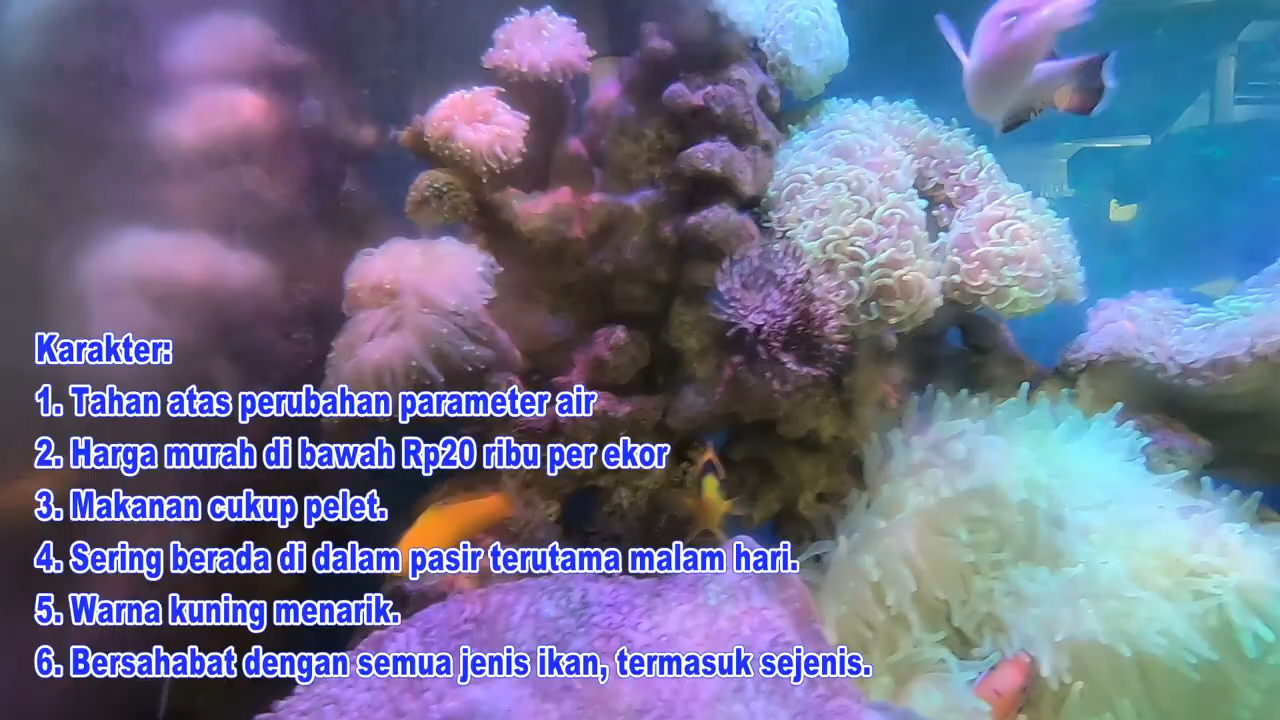 Karakter:
1. Tahan atas perubahan parameter air
2. Harga murah di bawah Rp20 ribu per ekor
3. Makanan cukup pelet.
4. Sering berada di dalam pasir terutama malam hari.
5. Warna kuning menarik.
6. Bersahabat dengan semua jenis ikan, termasuk sejenis.